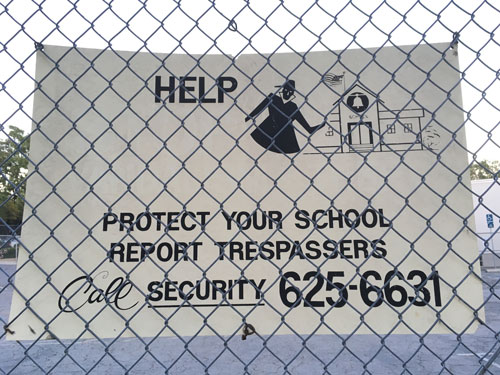 HELP
PROTECT YOUR SCHOOL
REPORT TRESPASSERS
Call SECURITY 625-6631